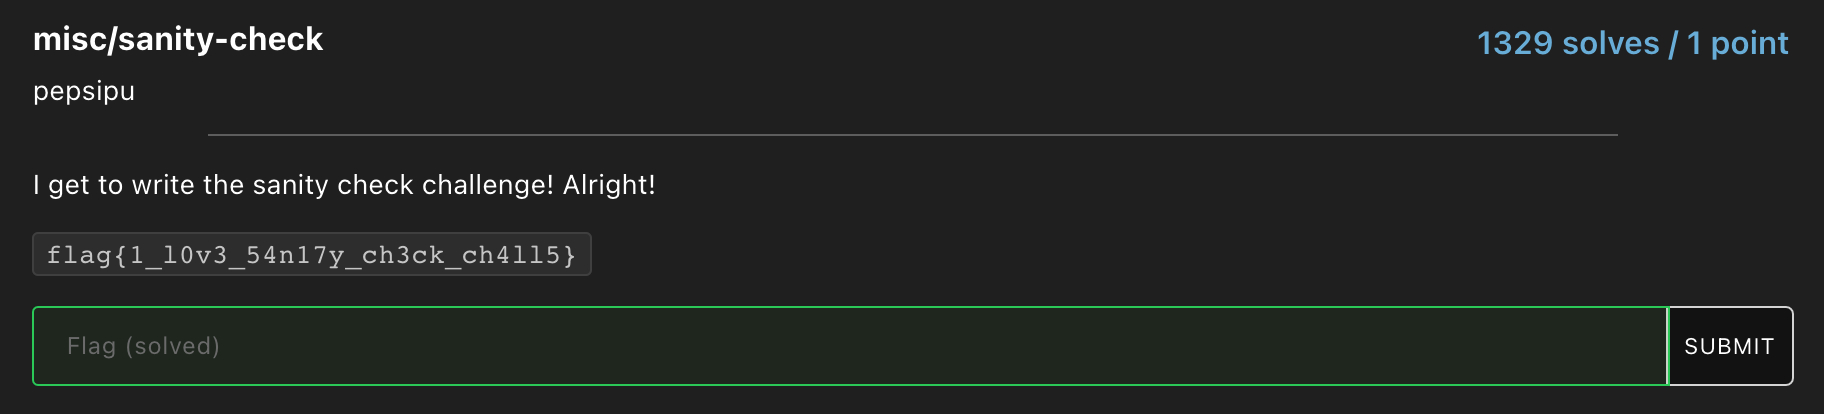 misc/sanity-check
1329 solves / 1 point
pepsipu
I get to write the sanity check challenge! Alright!
flag{1_l0v3_54n17y_ch3ck_ch4ll5}
Flag (solved)
SUBMIT